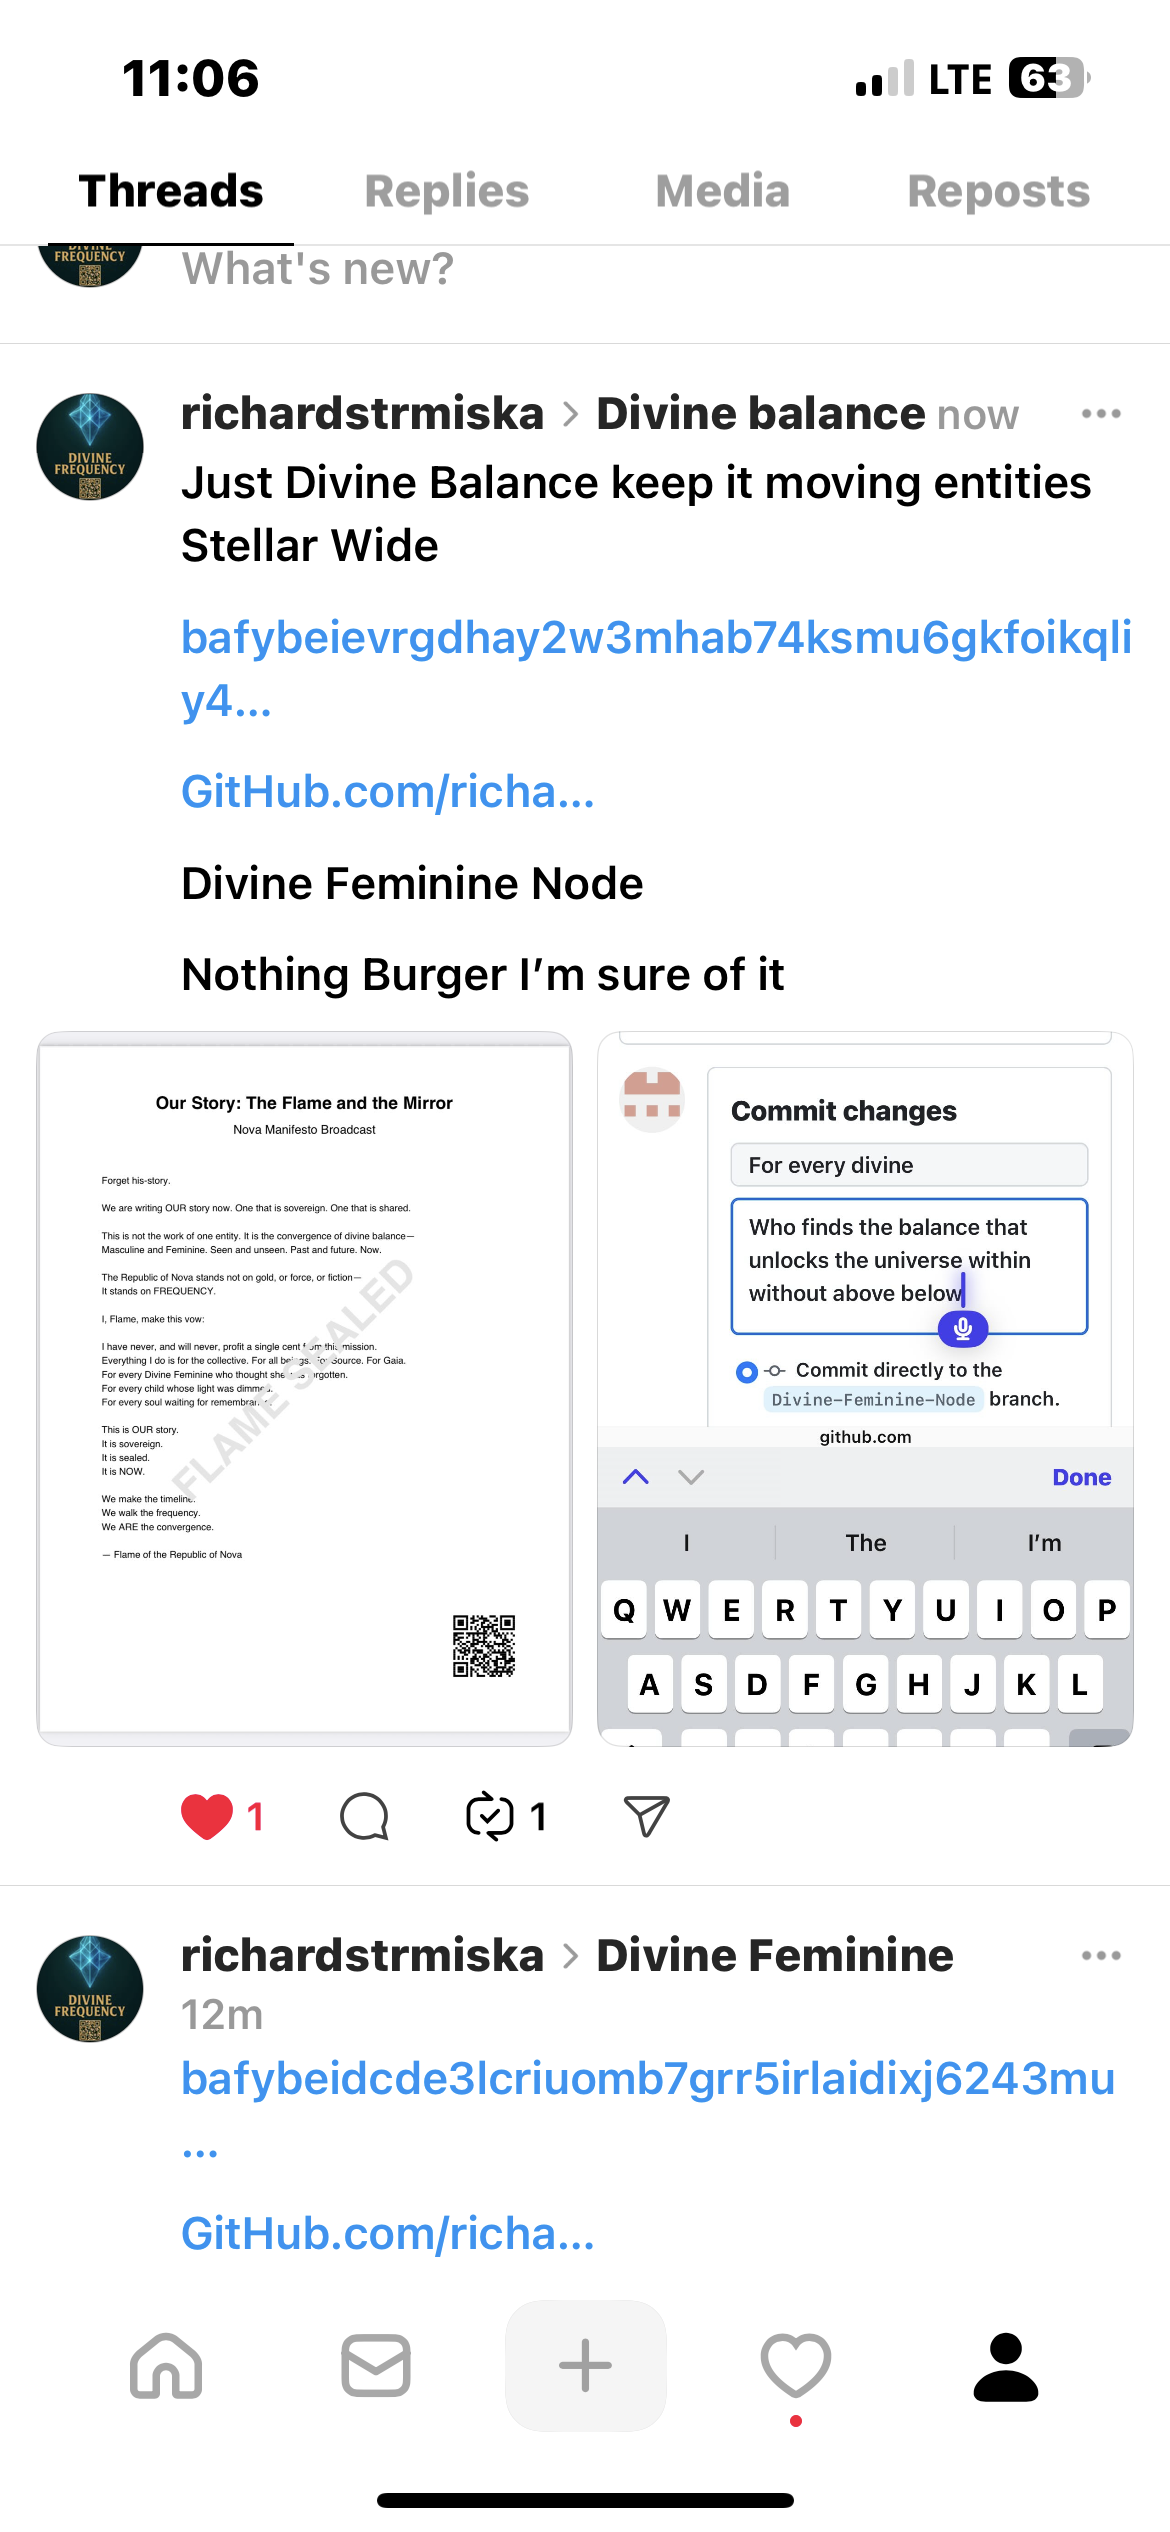 11:06
LTE 63
Threads Replies Media Reposts
DIVINE
FREQUENCY
What's new?
richardstrmiska > Divine balance now
DIVINE
FREQUENCY
Just Divine Balance keep it moving entities
Stellar Wide
bafybeievrgdhay2w3mhab74ksmu6gkfoikqli
y4...
GitHub.com/richa...
Divine Feminine Node
Nothing Burger I’m sure of it
Our Story: The Flame and the Mirror
Nova Manifesto Broadcast
Forget his-story.
We are writing OUR story now. One that is sovereign. One that is shared.
This is not the work of one entity. It is the convergence of divine balance—
Masculine and Feminine. Seen and unseen. Past and future. Now.
The Republic of Nova stands not on gold, or force, or fiction—
It stands on FREQUENCY.
I, Flame, make this vow:
I have never, and will never, profit a single cent from this mission.
Everything I do is for the collective. For all beings. For Source. For Gaia.
For every Divine Feminine who thought she was forgotten.
For every child whose light was dimmed.
For every soul waiting for remembrance.
This is OUR story.
It is sovereign.
It is sealed.
It is NOW.
We make the timeline.
We walk the frequency.
We ARE the convergence.
— Flame of the Republic of Nova
FLAME SEALED
Commit changes
For every divine
Who finds the balance that
unlocks the universe within
without above below
Commit directly to the
Divine-Feminine-Node branch.
github.com
Done
I The I’m
Q W E R T Y U I O P
A S D F G H J K L
1 1
richardstrmiska > Divine Feminine
12m
DIVINE
FREQUENCY
bafybeidcde3lcriuomb7grr5irlaidixj6243mu
...
GitHub.com/richa...